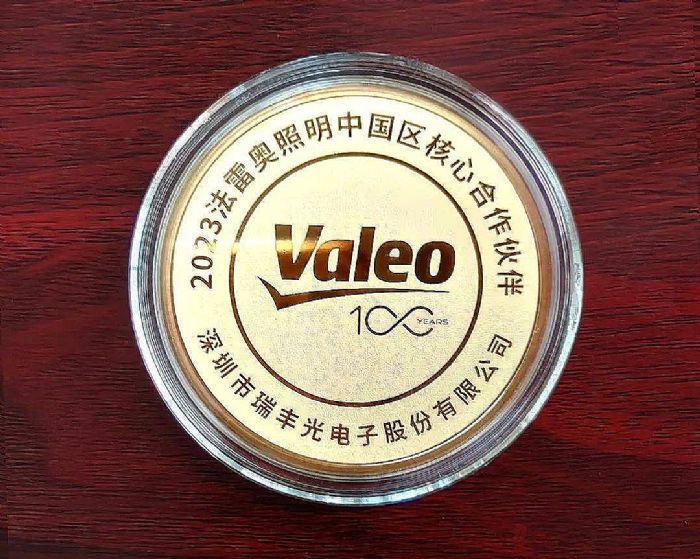 2023法雷奥照明中国区核心合作伙伴
Valeo
100 YEARS
深圳市瑞丰光电子股份有限公司